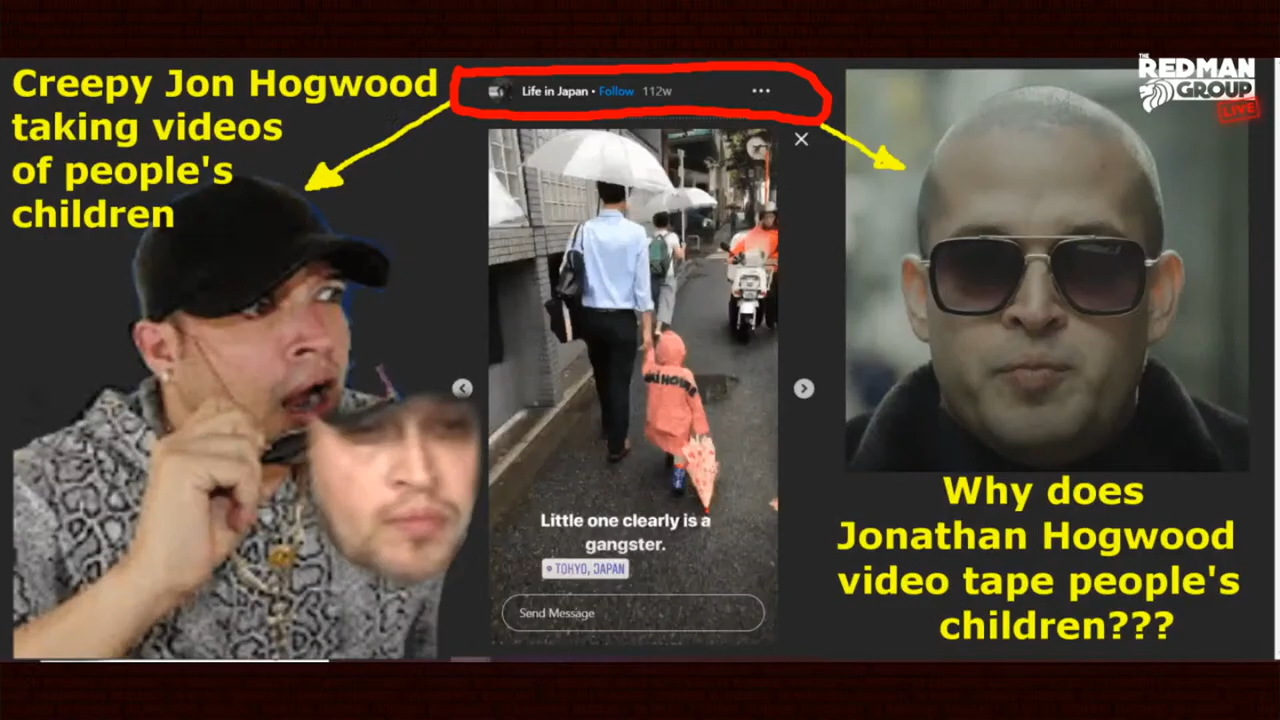 Creepy Jon Hogwood
taking videos
of people's
children
Life in Japan • Follow 112w
THE
REDMAN
GROUP
LIVE
Little one clearly is a
gangster.
TOKYO, JAPAN
Send Message
Why does
Jonathan Hogwood
video tape people's
children???